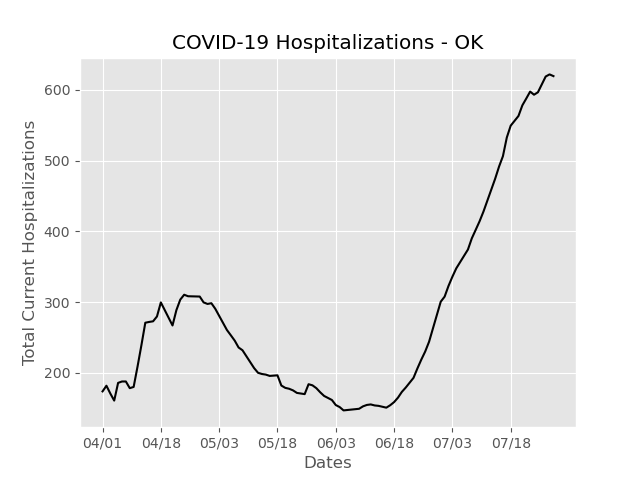 COVID-19 Hospitalizations - OK
Total Current Hospitalizations
600
500
400
300
200
04/01 04/18 05/03 05/18 06/03 06/18 07/03 07/18
Dates